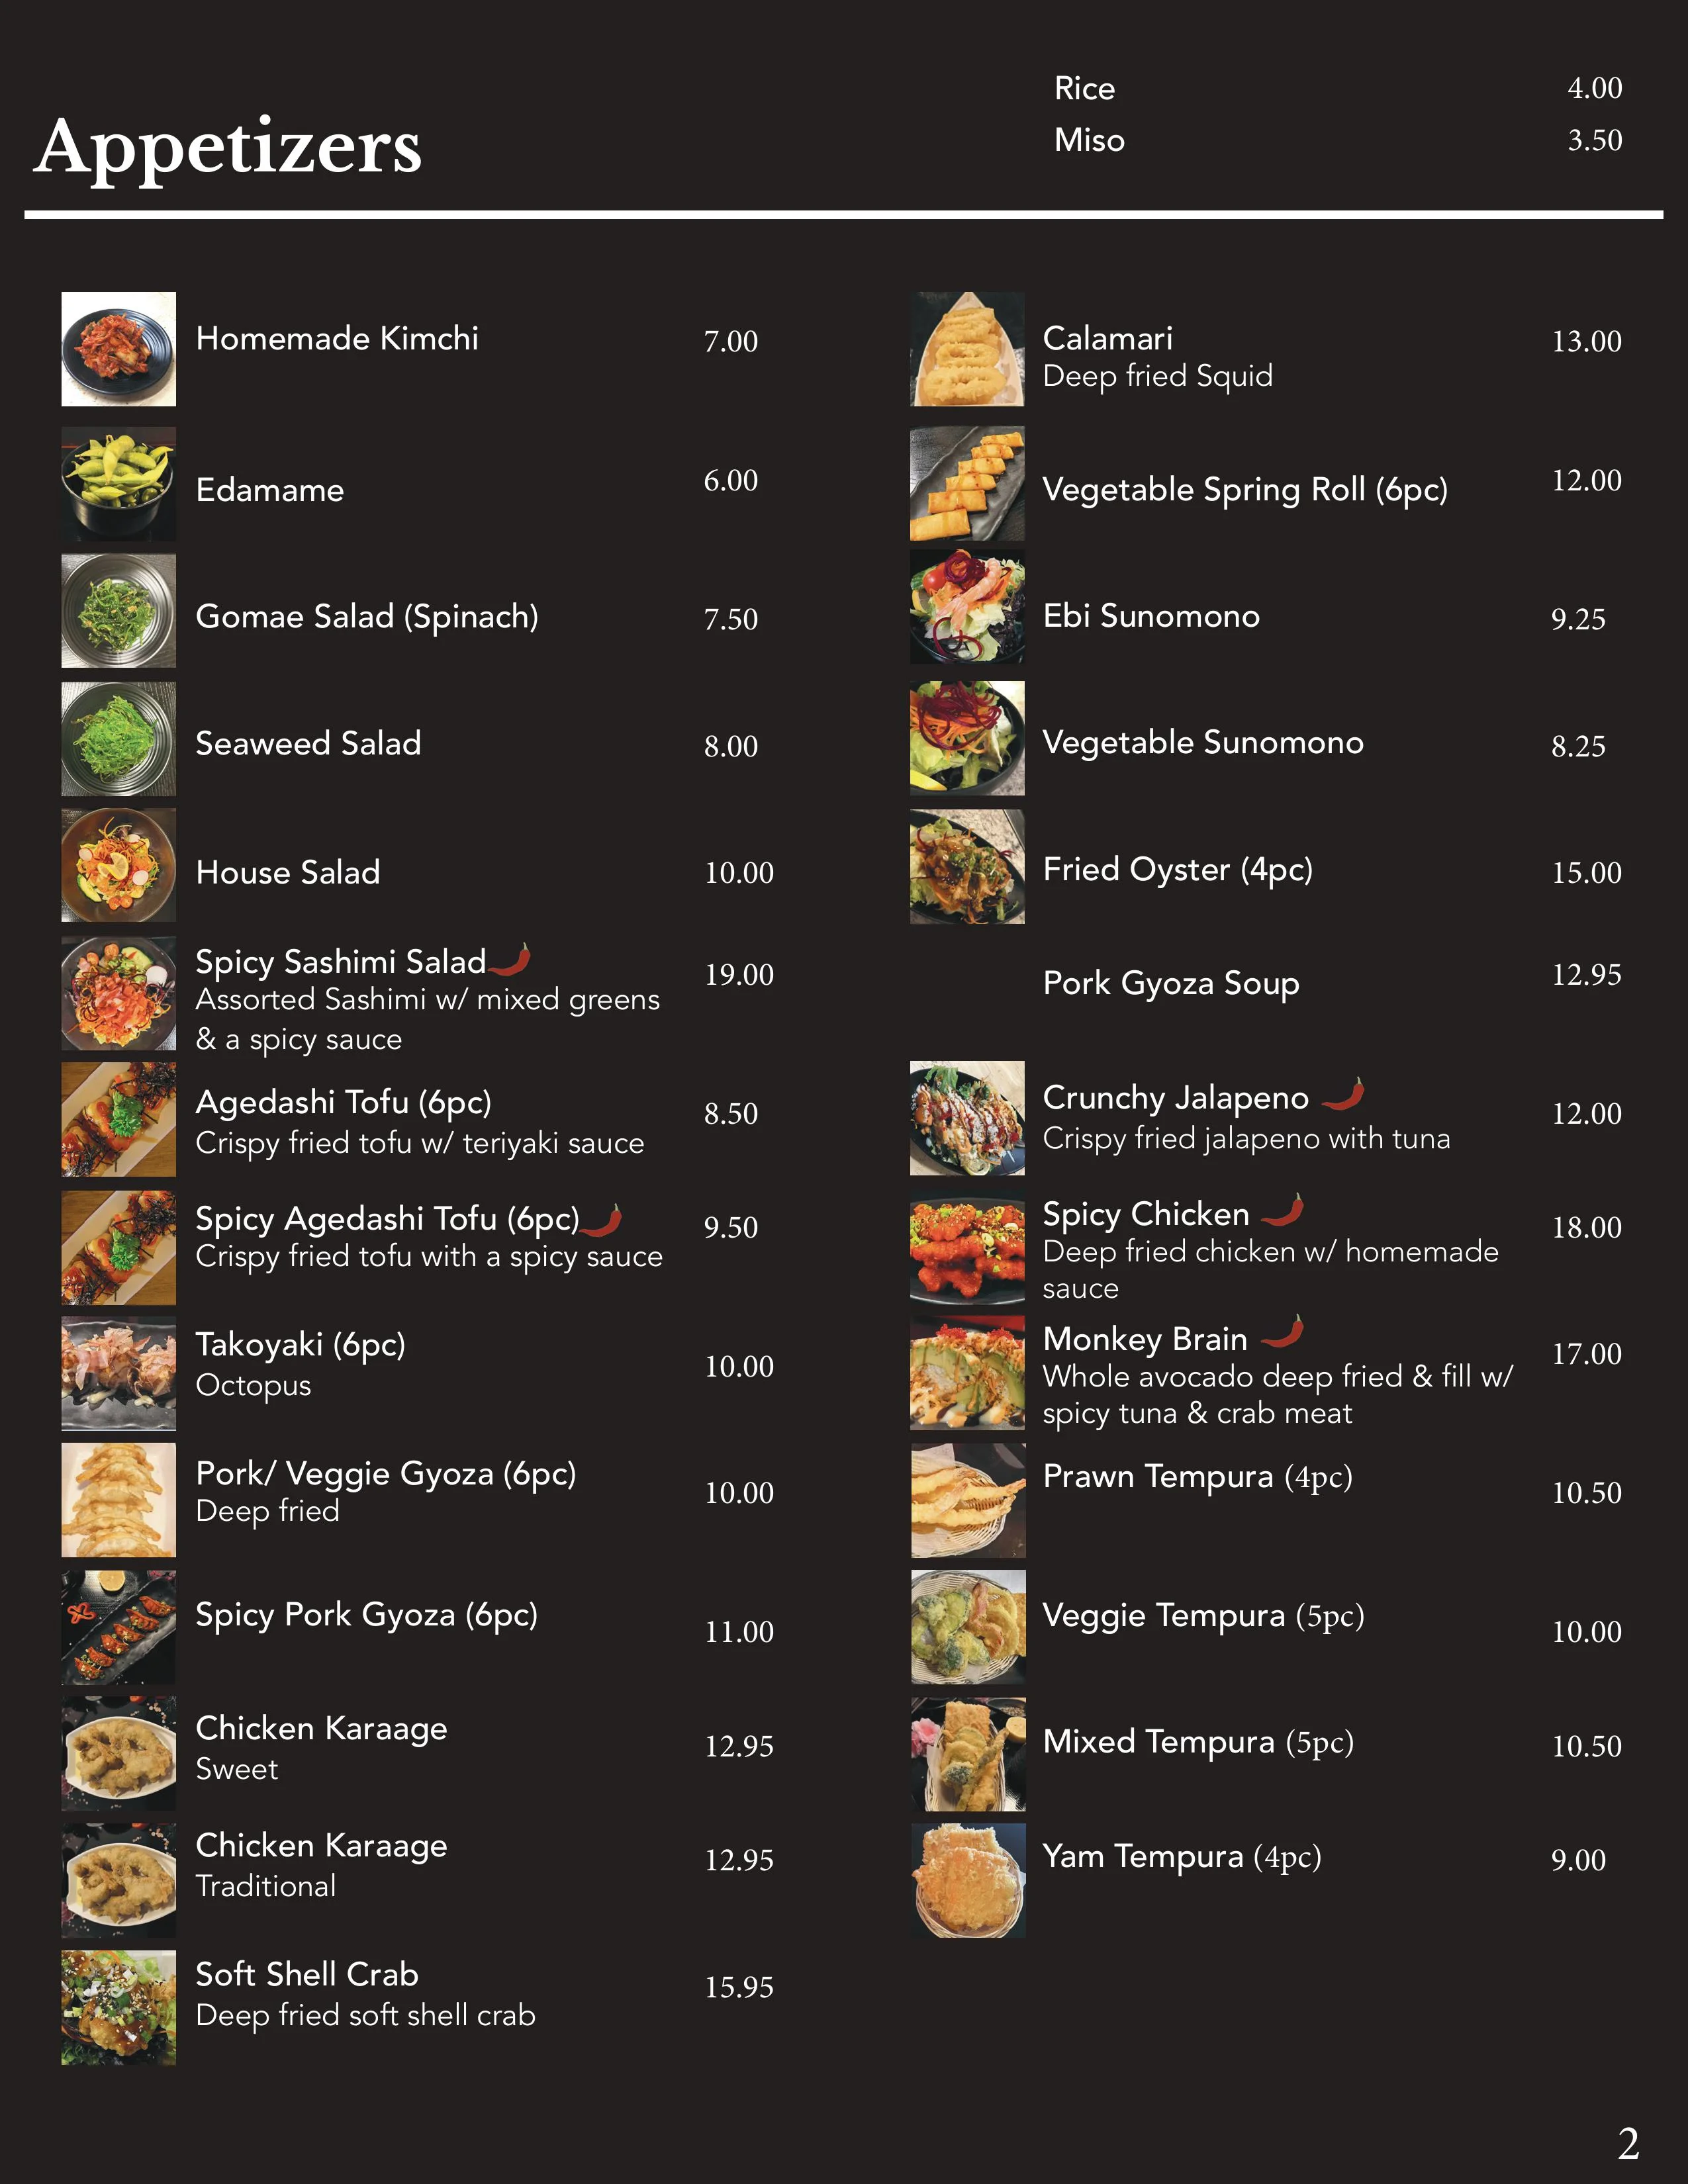 Appetizers
Rice 4.00
Miso 3.50
Homemade Kimchi 7.00
Edamame 6.00
Gomae Salad (Spinach) 7.50
Seaweed Salad 8.00
House Salad 10.00
Spicy Sashimi Salad 19.00
Assorted Sashimi w/ mixed greens
& a spicy sauce
Agedashi Tofu (6pc) 8.50
Crispy fried tofu w/ teriyaki sauce
Spicy Agedashi Tofu (6pc) 9.50
Crispy fried tofu with a spicy sauce
Takoyaki (6pc) 10.00
Octopus
Pork/ Veggie Gyoza (6pc) 10.00
Deep fried
Spicy Pork Gyoza (6pc) 11.00
Chicken Karaage 12.95
Sweet
Chicken Karaage 12.95
Traditional
Soft Shell Crab 15.95
Deep fried soft shell crab
Calamari 13.00
Deep fried Squid
Vegetable Spring Roll (6pc) 12.00
Ebi Sunomono 9.25
Vegetable Sunomono 8.25
Fried Oyster (4pc) 15.00
Pork Gyoza Soup 12.95
Crunchy Jalapeno 12.00
Crispy fried jalapeno with tuna
Spicy Chicken 18.00
Deep fried chicken w/ homemade
sauce
Monkey Brain 17.00
Whole avocado deep fried & fill w/
spicy tuna & crab meat
Prawn Tempura (4pc) 10.50
Veggie Tempura (5pc) 10.00
Mixed Tempura (5pc) 10.50
Yam Tempura (4pc) 9.00
2